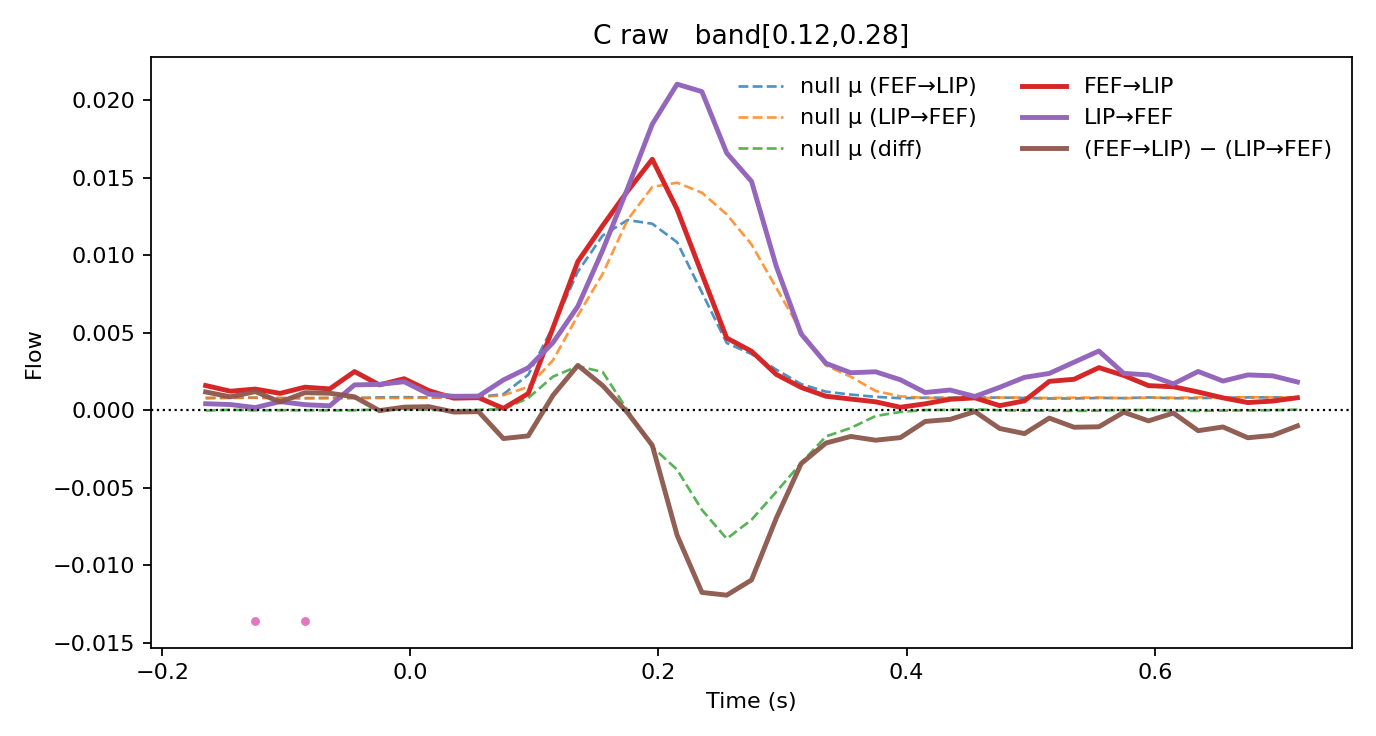 C raw   band[0.12,0.28]
null μ (FEF→LIP)
null μ (LIP→FEF)
null μ (diff)
FEF→LIP
LIP→FEF
(FEF→LIP) − (LIP→FEF)
Flow
0.020
0.015
0.010
0.005
0.000
−0.005
−0.010
−0.015
−0.2
0.0
0.2
0.4
0.6
Time (s)